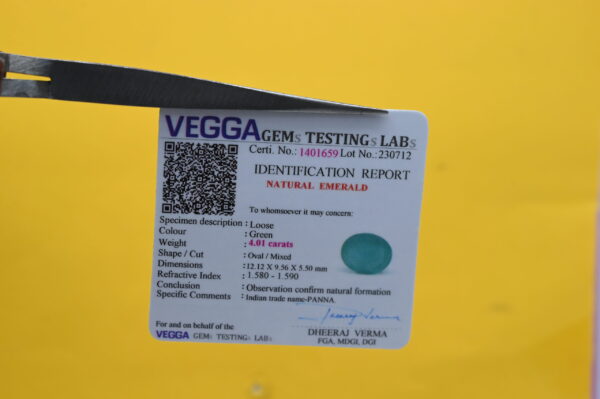 VEGGA GEMS TESTINGS LABS
Certi. No.: 1401659 Lot No.: 230712
IDENTIFICATION REPORT
NATURAL EMERALD
To whomsoever it may concern:
Specimen description : Loose
Colour : Green
Weight : 4.01 carats
Shape / Cut : Oval / Mixed
Dimensions : 12.12 X 9.56 X 5.50 mm
Refractive Index : 1.580 - 1.590
Conclusion : Observation confirm natural formation
Specific Comments : Indian trade name-PANNA.
For and on behalf of the
VEGGA GEMS TESTINGS LABS
DHEERAJ VERMA
FGA, MDGI, DGI